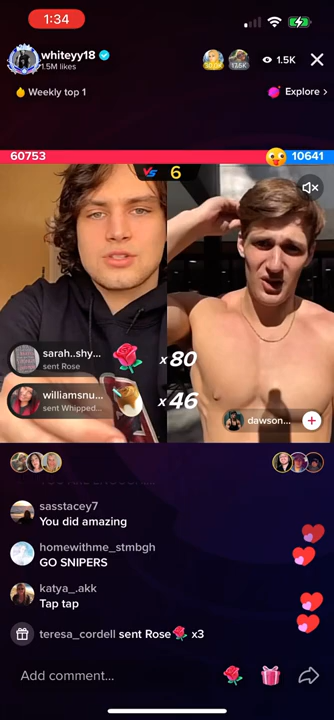 1:34
whiteyy18
1.5M likes
1.5K
Weekly top 1
Explore >
60753
10641
VS 6
sarah..shy...
sent Rose
x80
williamsnu...
sent Whipped...
x46
dawson...
sasstacey7
You did amazing
homewithme_stmbgh
GO SNIPERS
katya_.akk
Tap tap
teresa_cordell sent Rose x3
Add comment...